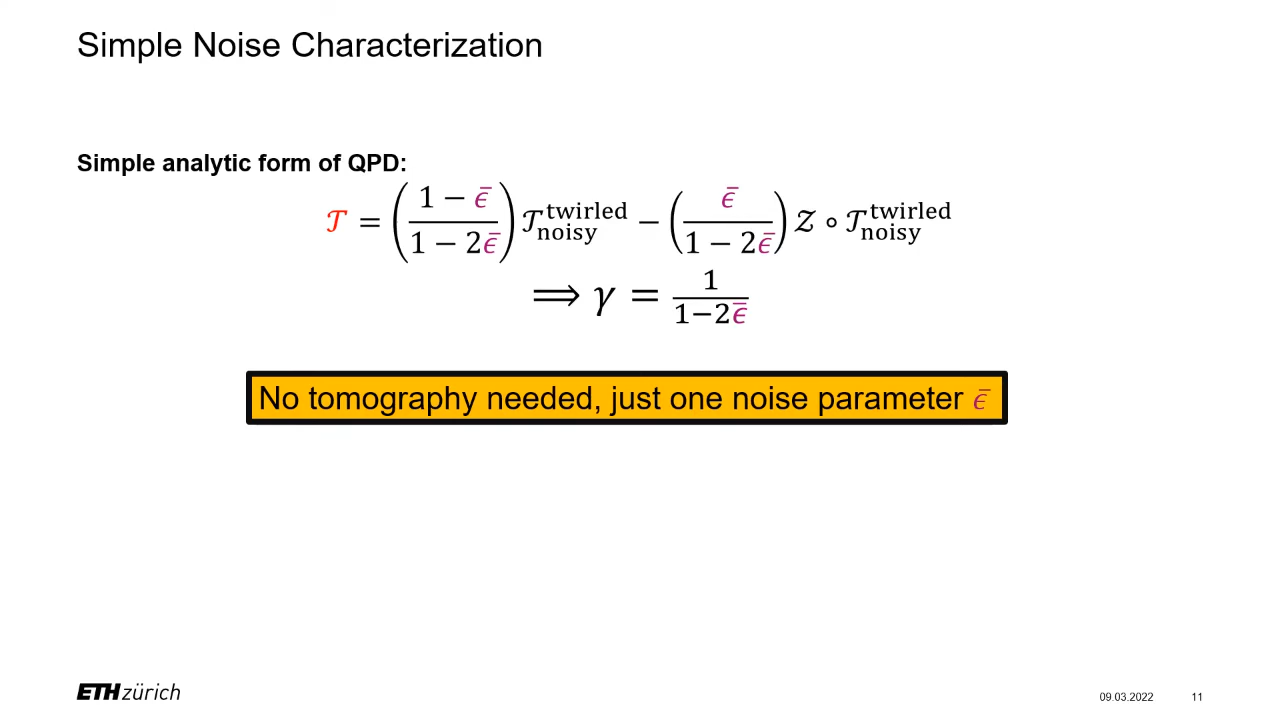 Simple Noise Characterization
Simple analytic form of QPD:
𝒯 = ( (1 − ϵ̄) / (1 − 2ϵ̄) ) 𝒯_noisy^twirled − ( ϵ̄ / (1 − 2ϵ̄) ) 𝒵 ∘ 𝒯_noisy^twirled
⟹ γ = 1 / (1−2ϵ̄)
No tomography needed, just one noise parameter ϵ̄
ETH zürich
09.03.2022 11